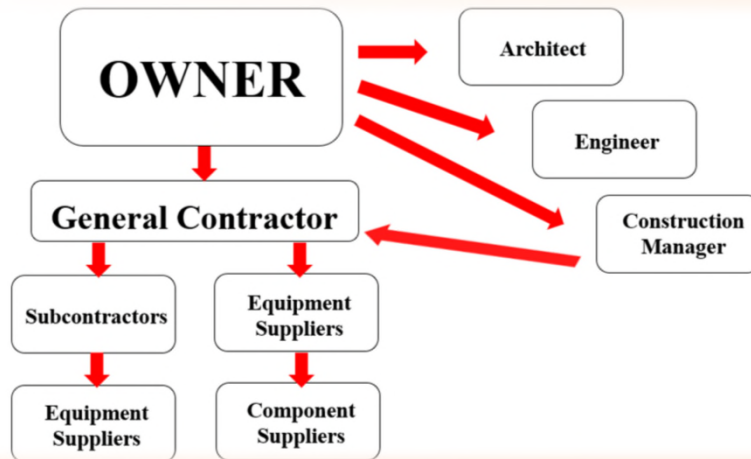 OWNER
Architect
Engineer
General Contractor
Construction
Manager
Subcontractors
Equipment
Suppliers
Equipment
Suppliers
Component
Suppliers